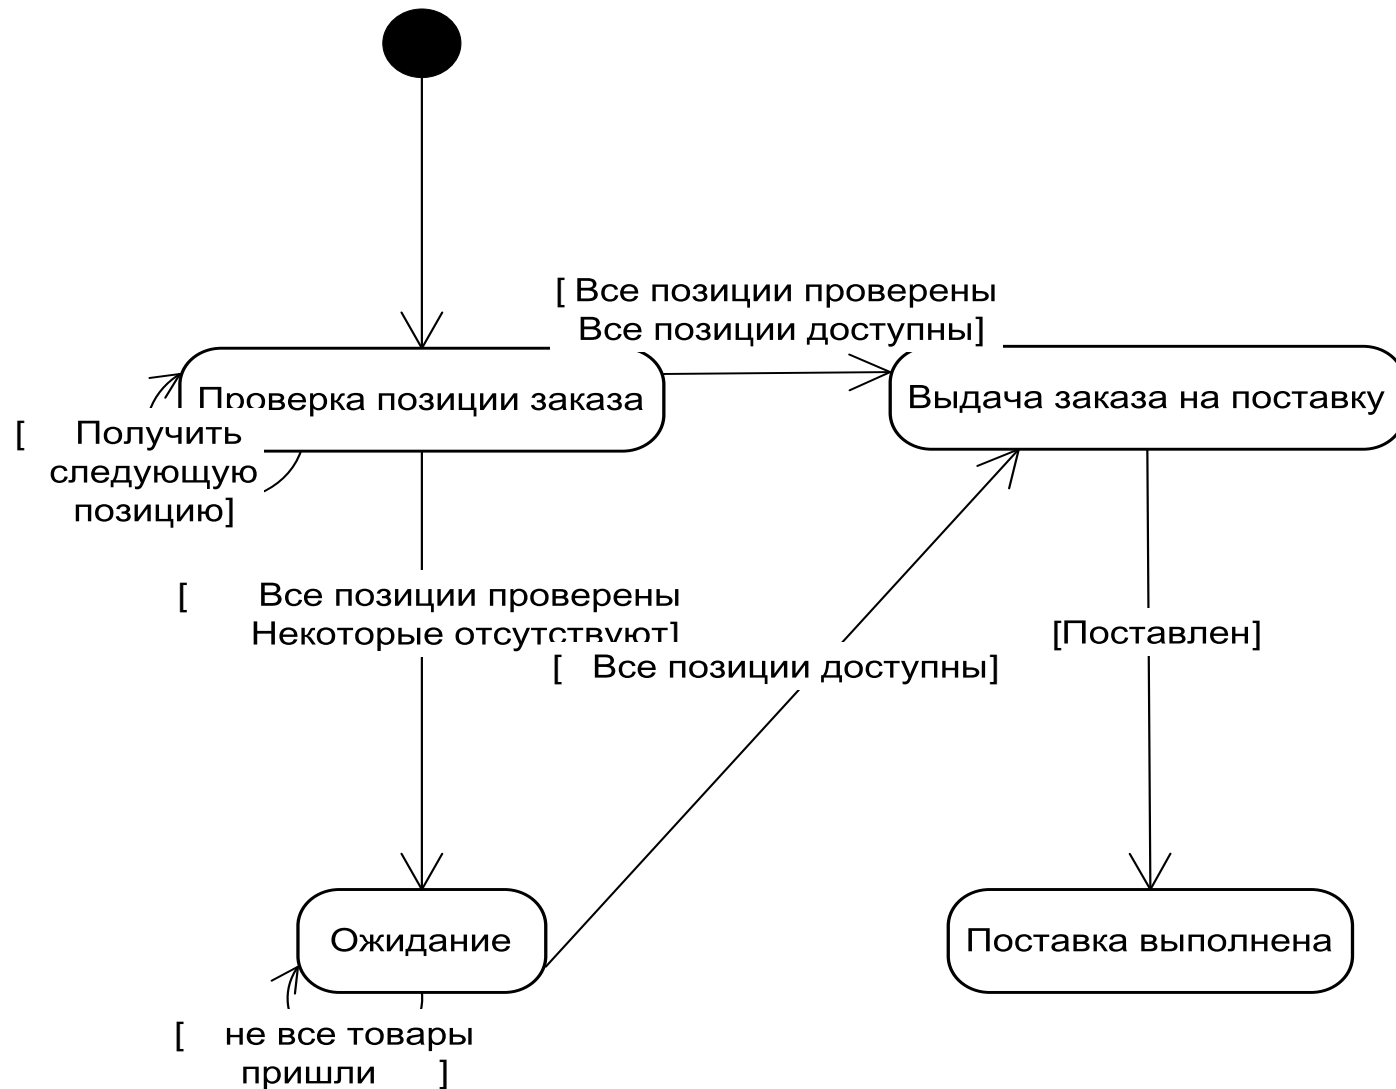 [ Все позиции проверены
Все позиции доступны]
Проверка позиции заказа
Выдача заказа на поставку
[ Получить
следующую
позицию]
[ Все позиции проверены
Некоторые отсутствуют]
[Поставлен]
[ Все позиции доступны]
Ожидание
Поставка выполнена
[ не все товары
пришли ]